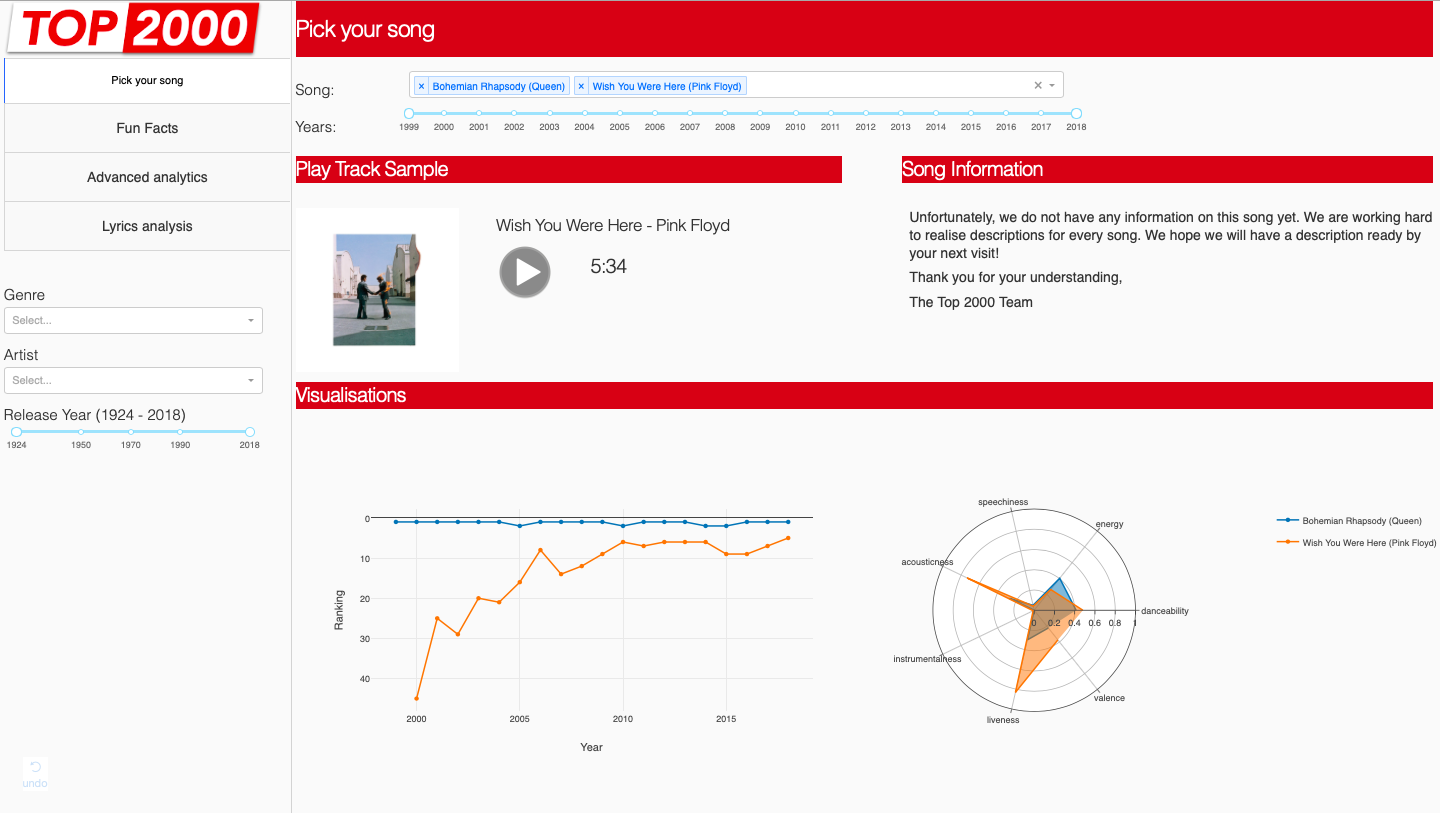 TOP 2000
Pick your song
Fun Facts
Advanced analytics
Lyrics analysis
Genre
Select...
Artist
Select...
Release Year (1924 - 2018)
1924 1950 1970 1990 2018
undo
Pick your song
Song:
× Bohemian Rhapsody (Queen) × Wish You Were Here (Pink Floyd) ×
Years:
1999 2000 2001 2002 2003 2004 2005 2006 2007 2008 2009 2010 2011 2012 2013 2014 2015 2016 2017 2018
Play Track Sample
Wish You Were Here - Pink Floyd
5:34
Song Information
Unfortunately, we do not have any information on this song yet. We are working hard
to realise descriptions for every song. We hope we will have a description ready by
your next visit!
Thank you for your understanding,
The Top 2000 Team
Visualisations
0
10
20
30
40
Ranking
2000 2005 2010 2015
Year
speechiness
energy
acousticness
danceability
0 0.2 0.4 0.6 0.8 1
instrumentalness
valence
liveness
Bohemian Rhapsody (Queen)
Wish You Were Here (Pink Floyd)